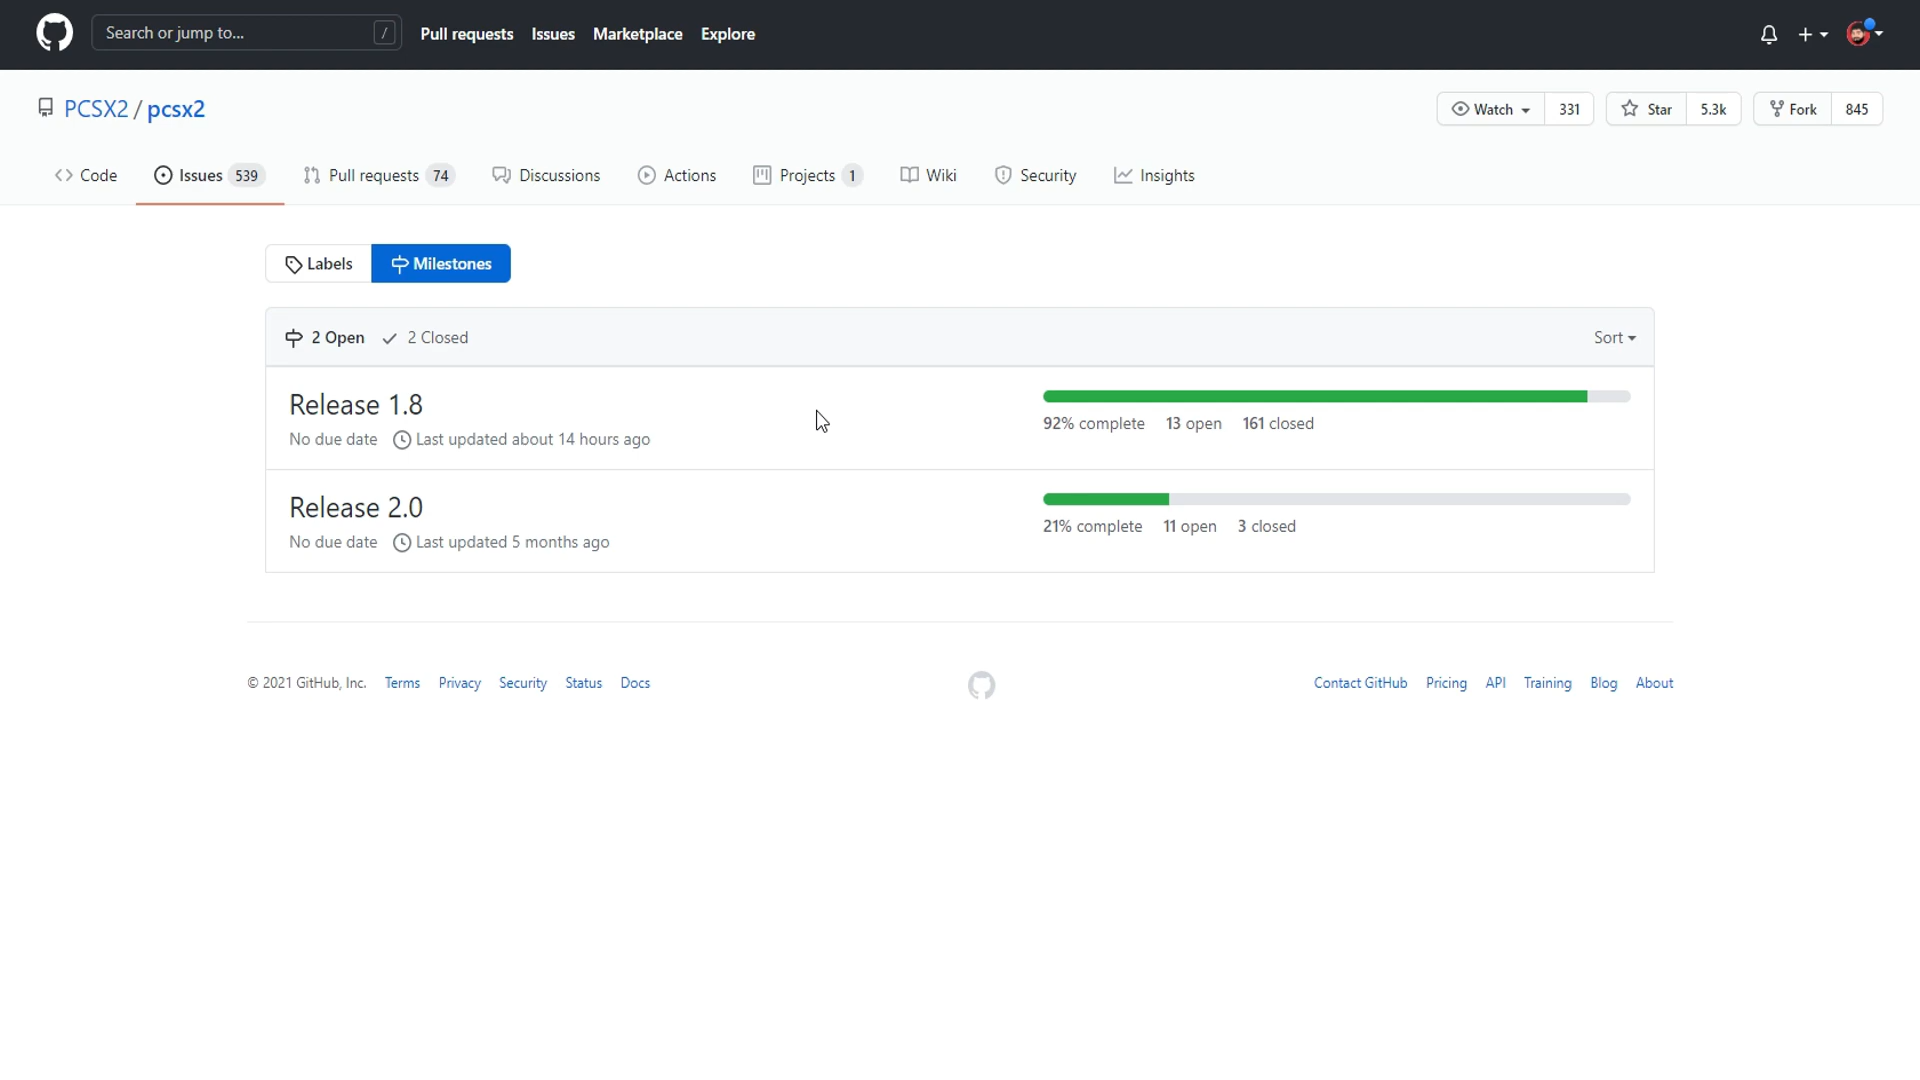 Search or jump to... / Pull requests Issues Marketplace Explore
PCSX2 / pcsx2 Watch 331 Star 5.3k Fork 845
Code Issues 539 Pull requests 74 Discussions Actions Projects 1 Wiki Security Insights
Labels Milestones
2 Open 2 Closed Sort
Release 1.8
No due date Last updated about 14 hours ago
92% complete 13 open 161 closed
Release 2.0
No due date Last updated 5 months ago
21% complete 11 open 3 closed
© 2021 GitHub, Inc. Terms Privacy Security Status Docs Contact GitHub Pricing API Training Blog About